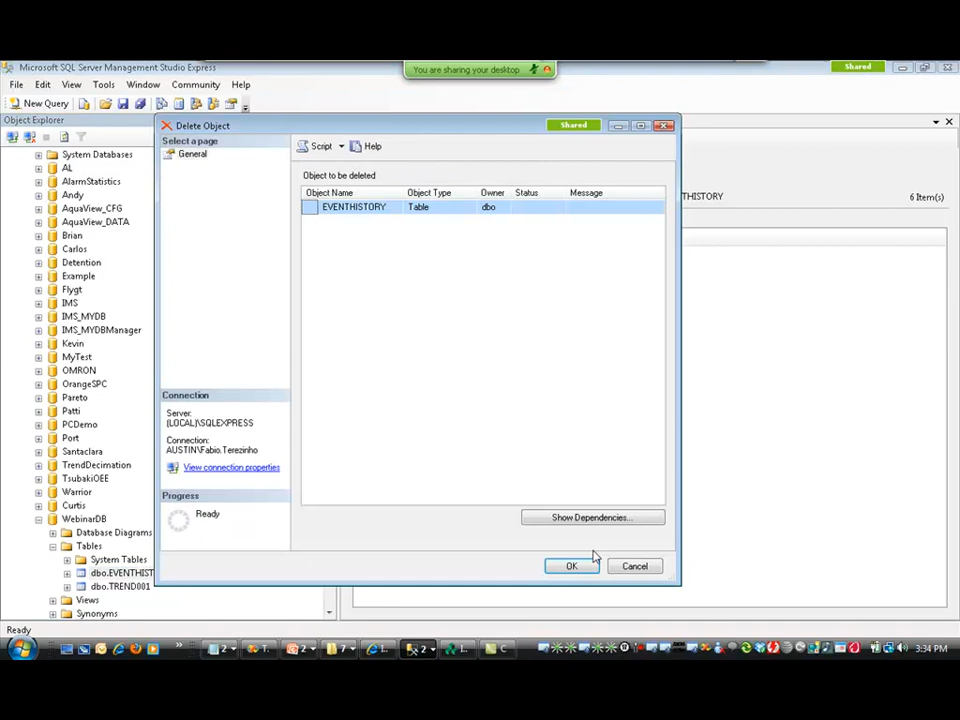 You are sharing your desktop
Microsoft SQL Server Management Studio Express
Shared
File Edit View Tools Window Community Help
New Query
Object Explorer
System Databases
AL
AlarmStatistics
Andy
AquaView_CFG
AquaView_DATA
Brian
Carlos
Detention
Example
Flygt
IMS
IMS_MYDB
IMS_MYDBManager
Kevin
MyTest
OMRON
OrangeSPC
Pareto
Patti
PCDemo
Port
Santaclara
TrendDecimation
TsubakiOEE
Warrior
Curtis
WebinarDB
Database Diagrams
Tables
System Tables
dbo.EVENTHIST
dbo.TREND001
Views
Synonyms
Delete Object
Shared
Select a page
General
Script Help
Object to be deleted
Object Name Object Type Owner Status Message
EVENTHISTORY Table dbo
Connection
Server:
(LOCAL)\SQLEXPRESS
Connection:
AUSTIN\Fabio.Terezinho
View connection properties
Progress
Ready
Show Dependencies...
OK Cancel
THISTORY 6 Item(s)
Ready
2 T.. 2 7 I... 2 I... C
3:34 PM